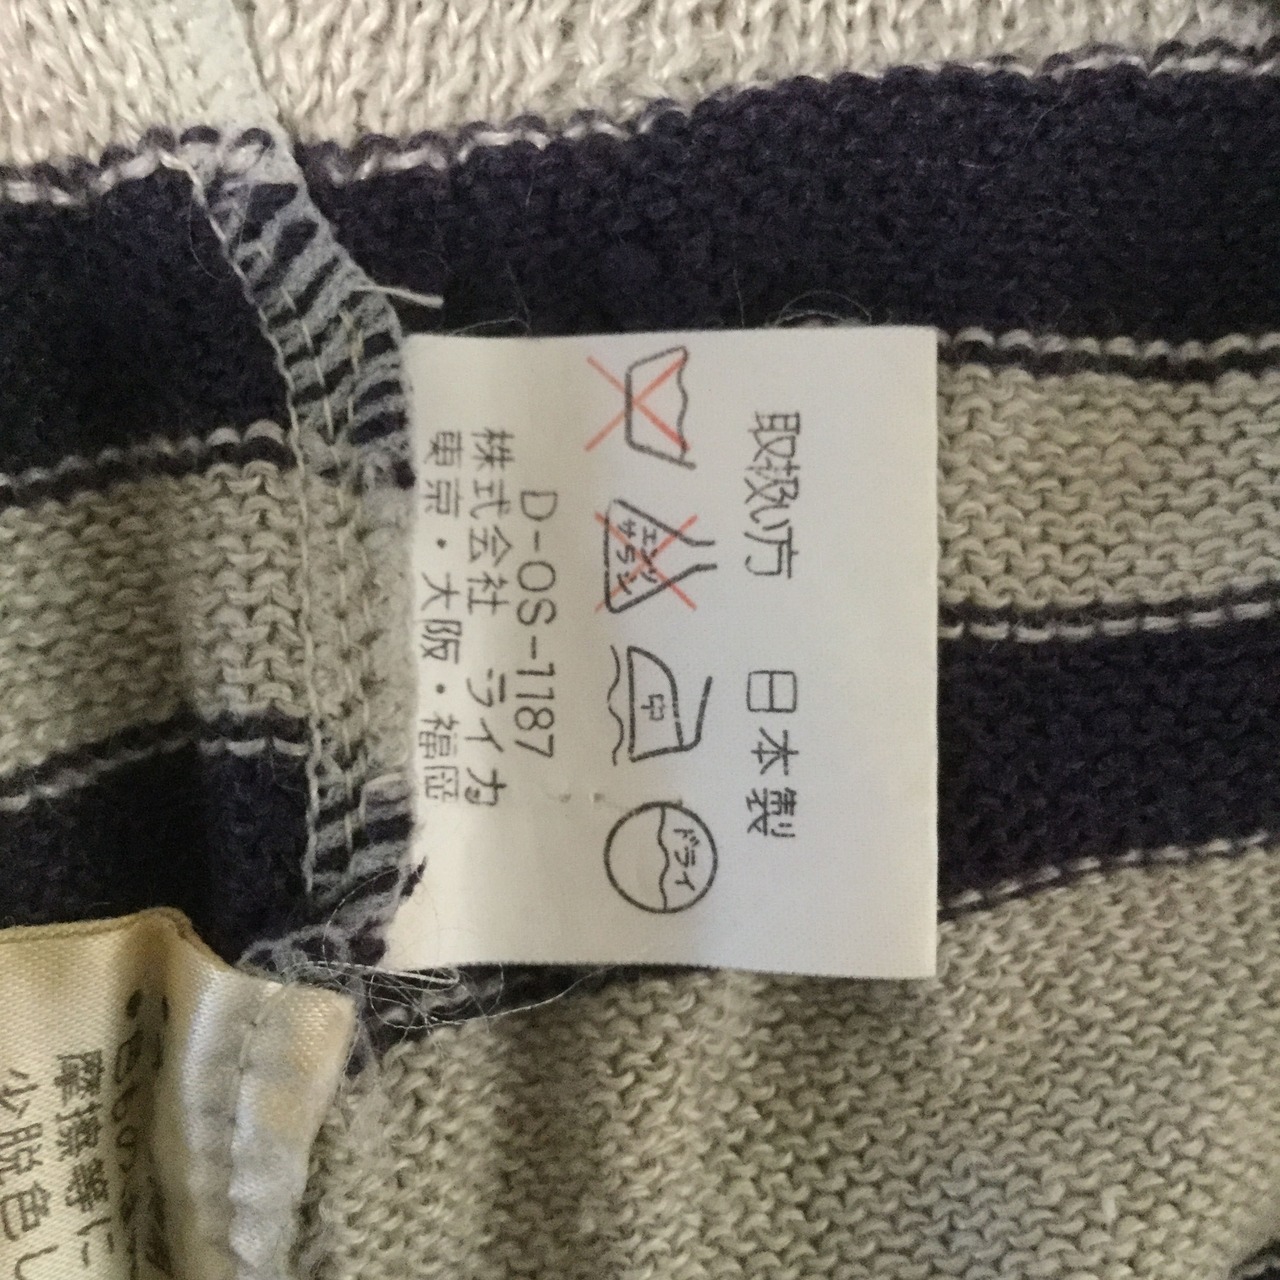 取扱い方 日本製
エンソ
サラシ
中
ドライ
D-OS-1187
株式会社 ライカ
東京・大阪・福岡
摩擦等に
少脱色し